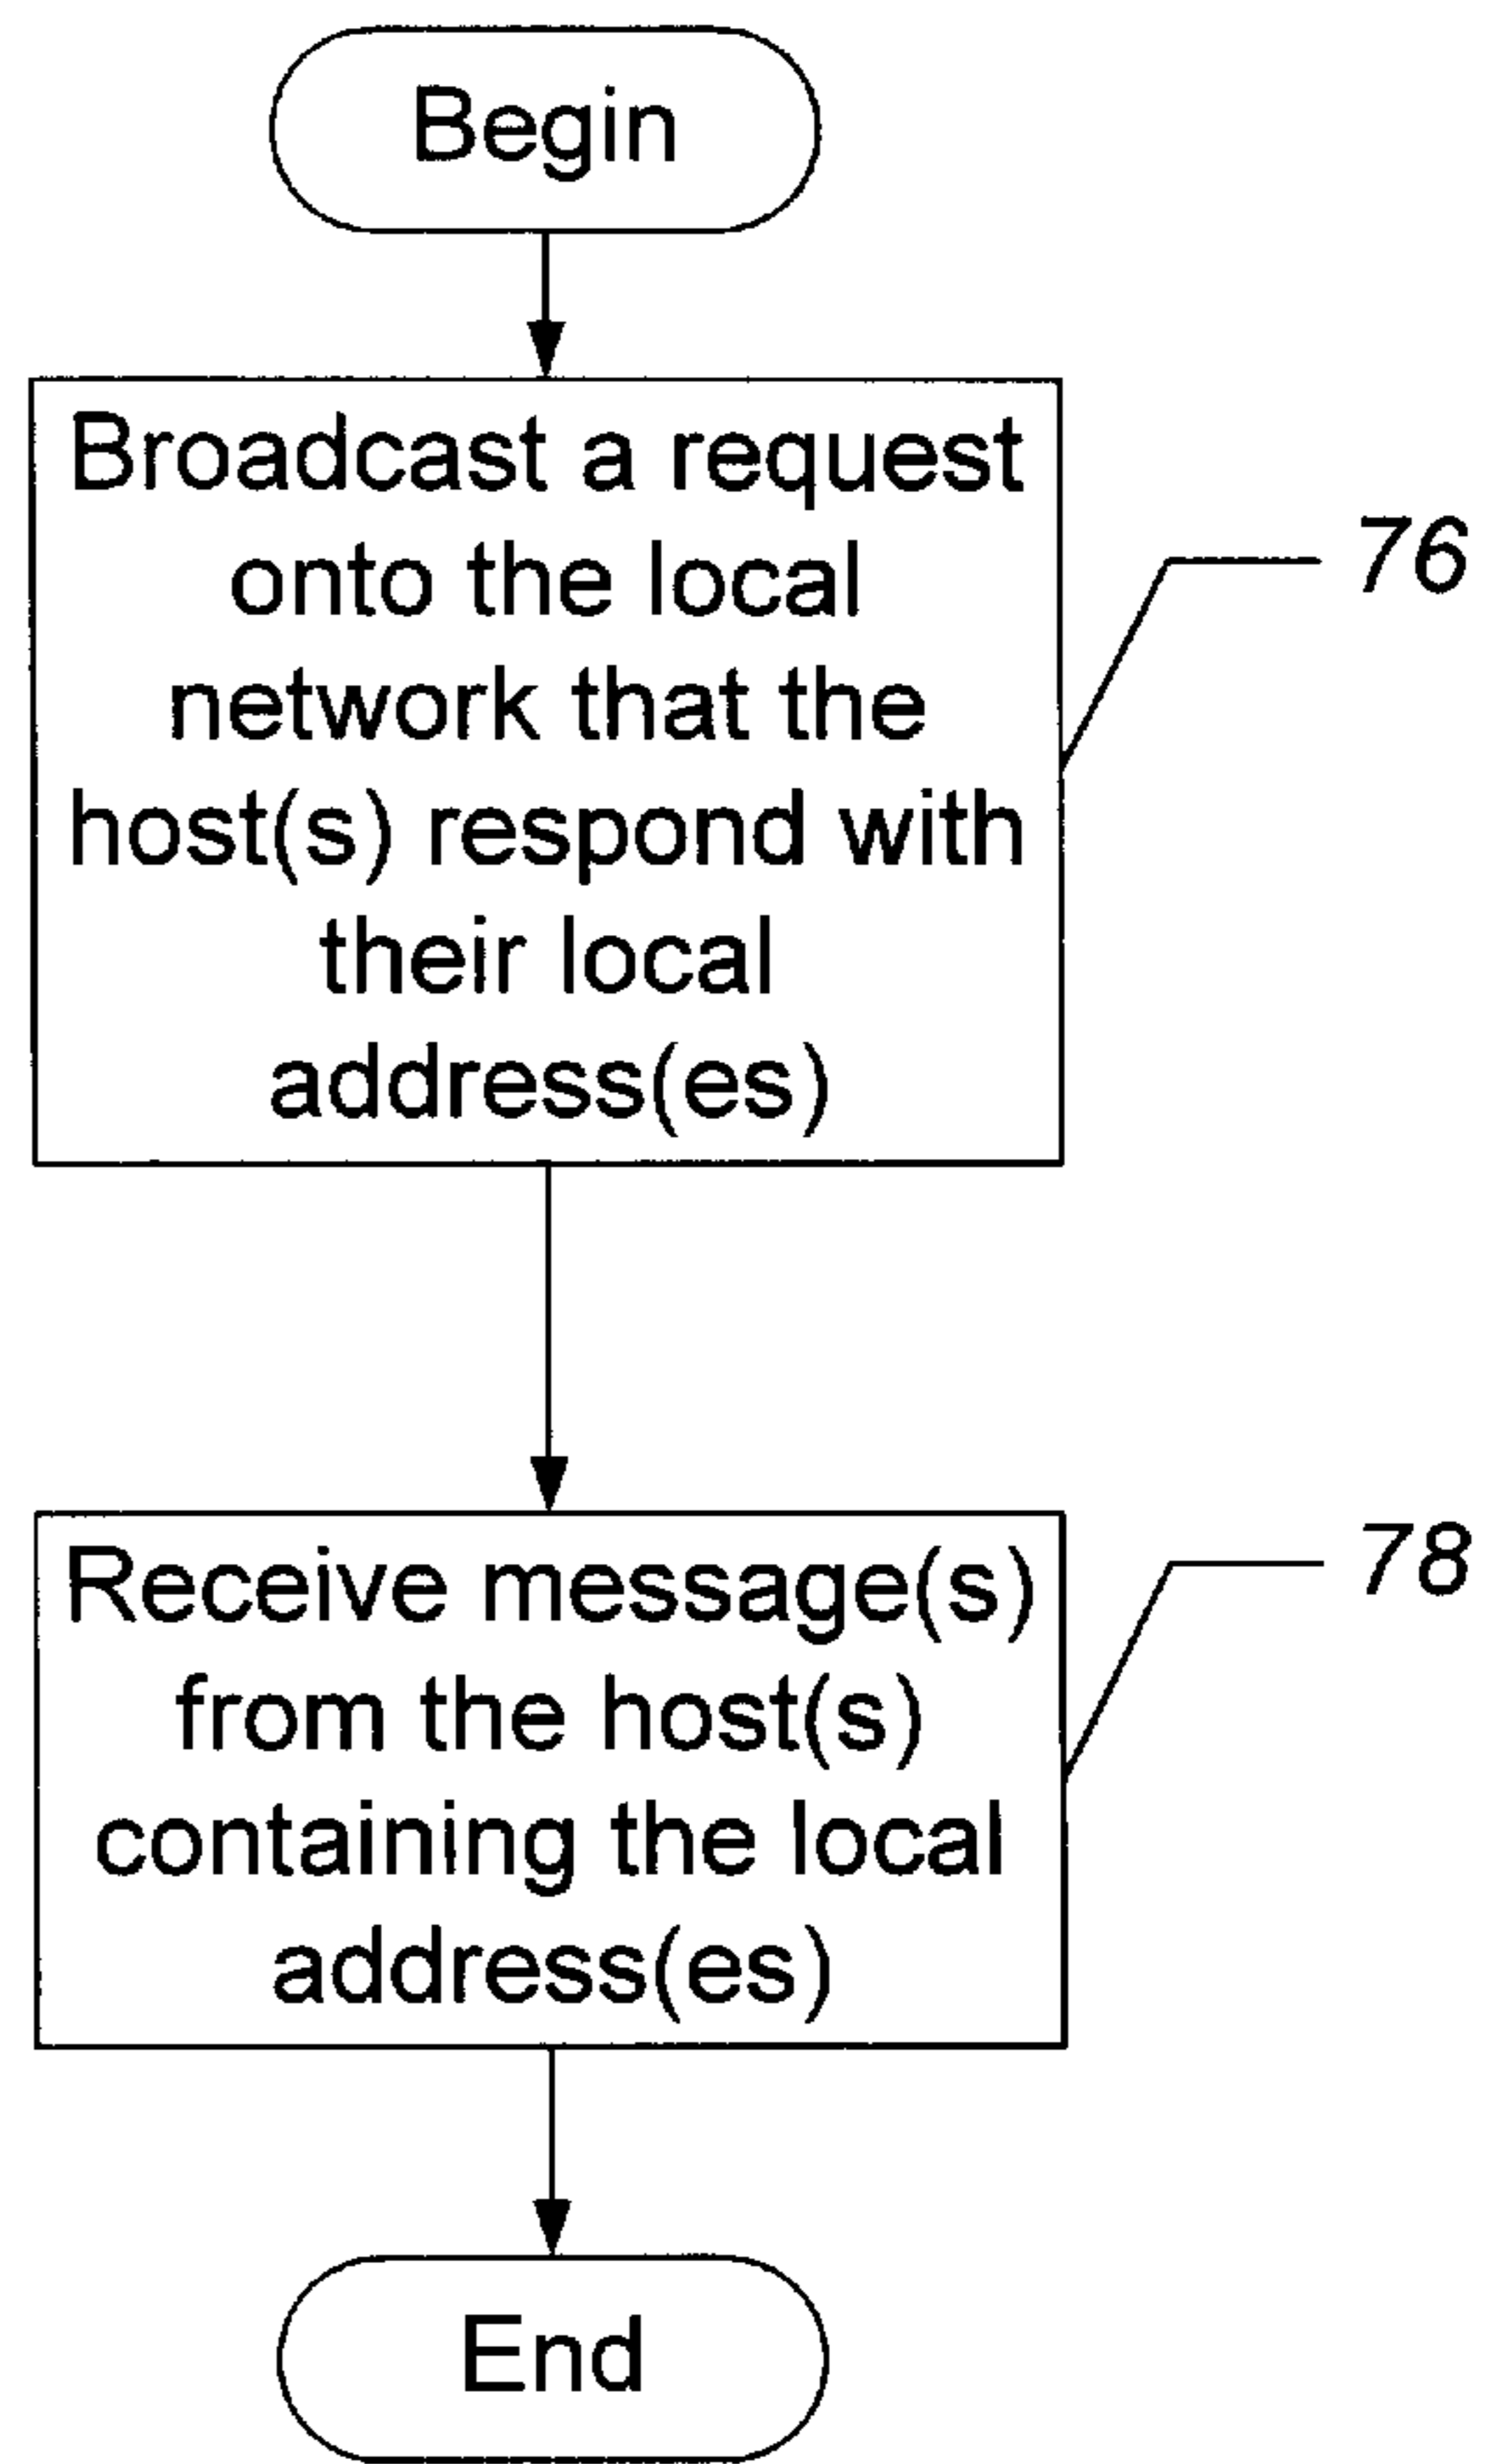 Begin
Broadcast a request
onto the local
network that the
host(s) respond with
their local
address(es)
76
Receive message(s)
from the host(s)
containing the local
address(es)
78
End